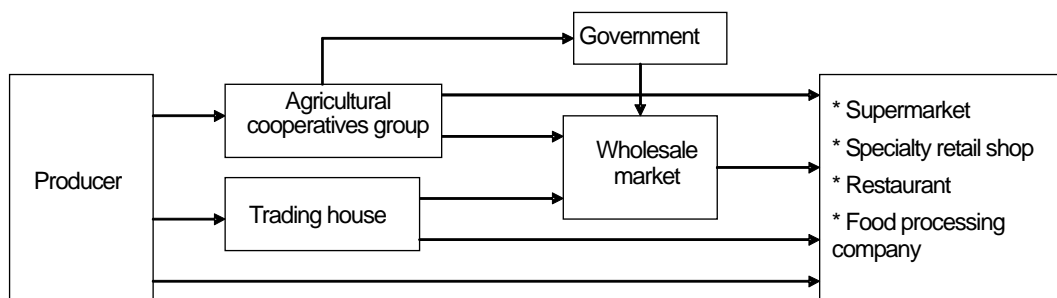 Government
Agricultural
cooperatives group
Producer
Trading house
Wholesale
market
* Supermarket
* Specialty retail shop
* Restaurant
* Food processing
company